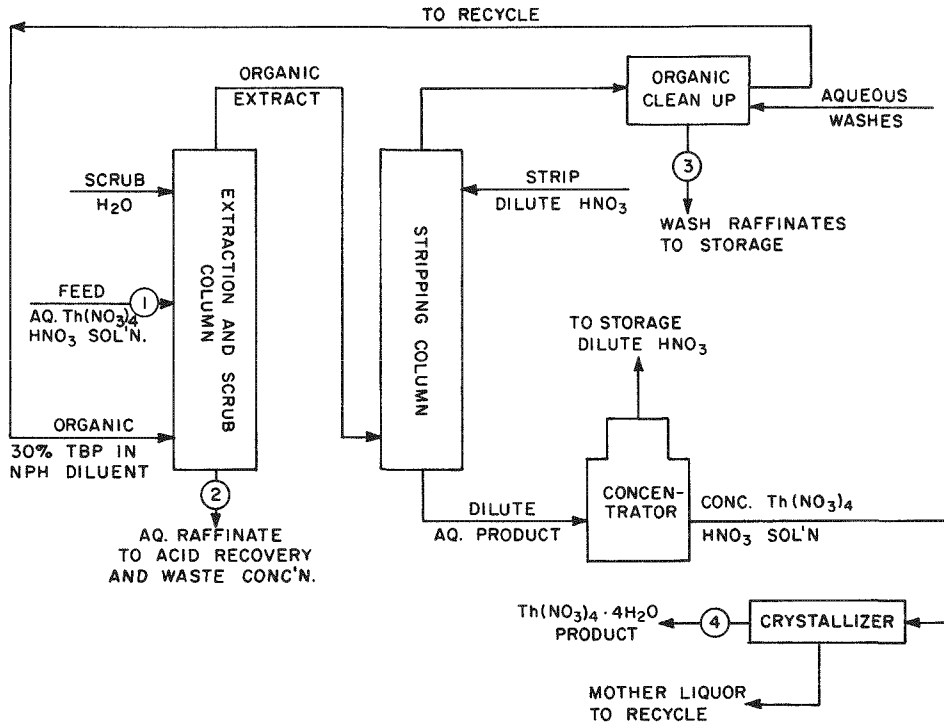 TO RECYCLE
ORGANIC
EXTRACT
ORGANIC
CLEAN UP
AQUEOUS
WASHES
3
WASH RAFFINATES
TO STORAGE
SCRUB
H₂O
EXTRACTION AND SCRUB
COLUMN
STRIP
DILUTE HNO₃
STRIPPING COLUMN
FEED
1
AQ. Th(NO₃)₄
HNO₃ SOL'N.
TO STORAGE
DILUTE HNO₃
ORGANIC
30% TBP IN
NPH DILUENT
2
AQ. RAFFINATE
TO ACID RECOVERY
AND WASTE CONC'N.
DILUTE
AQ. PRODUCT
CONCEN-
TRATOR
CONC. Th(NO₃)₄
HNO₃ SOL'N
Th(NO₃)₄·4H₂O
PRODUCT
4
CRYSTALLIZER
MOTHER LIQUOR
TO RECYCLE